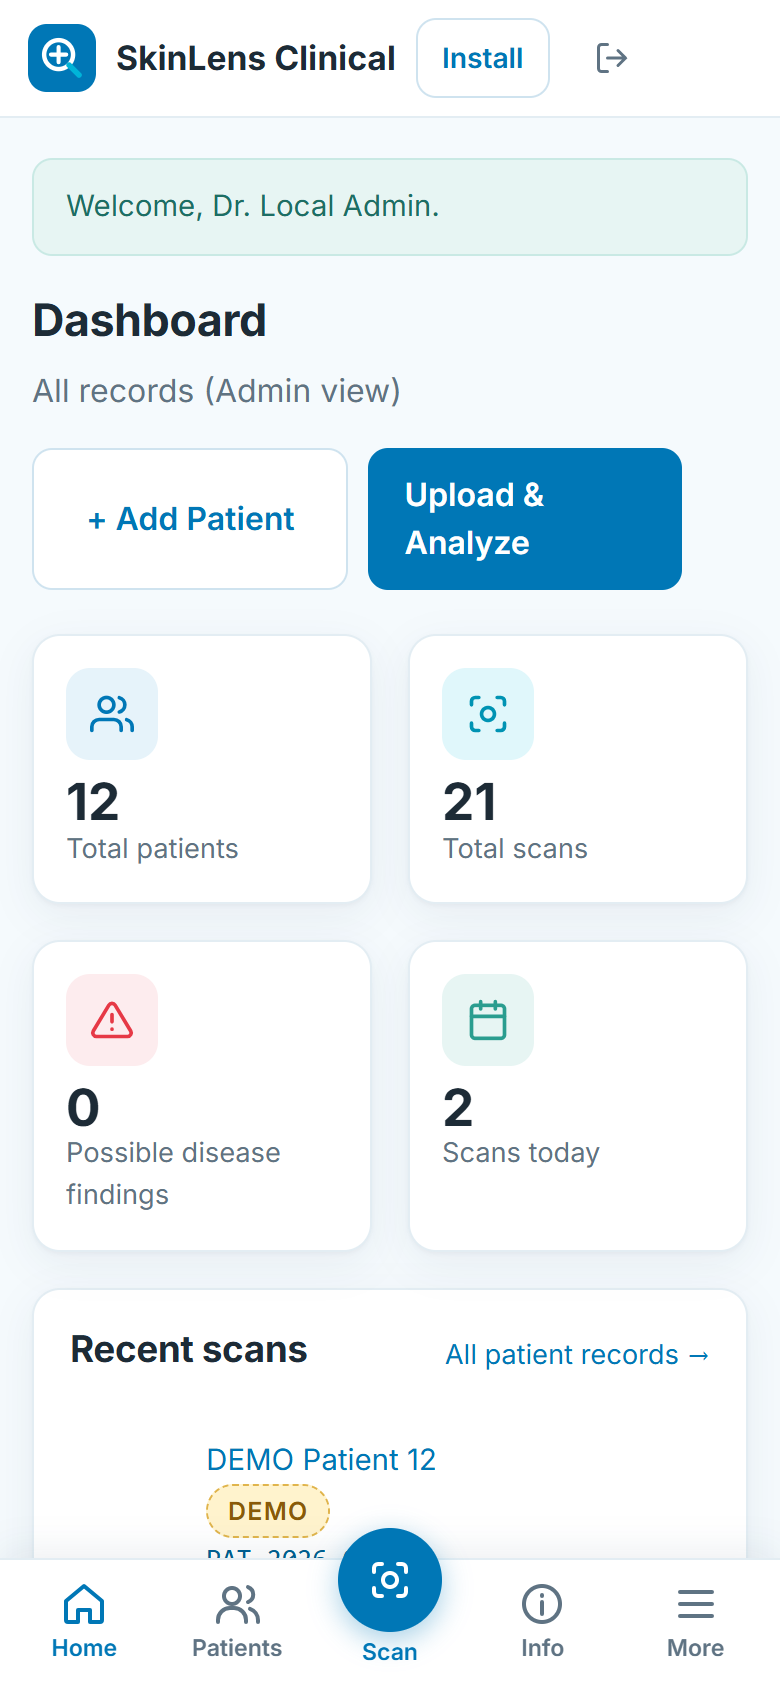 SkinLens Clinical
Install
Welcome, Dr. Local Admin.
Dashboard
All records (Admin view)
+ Add Patient
Upload &
Analyze
12
Total patients
21
Total scans
0
Possible disease
findings
2
Scans today
Recent scans
All patient records →
DEMO Patient 12
DEMO
PAT-2026
Home
Patients
Scan
Info
More